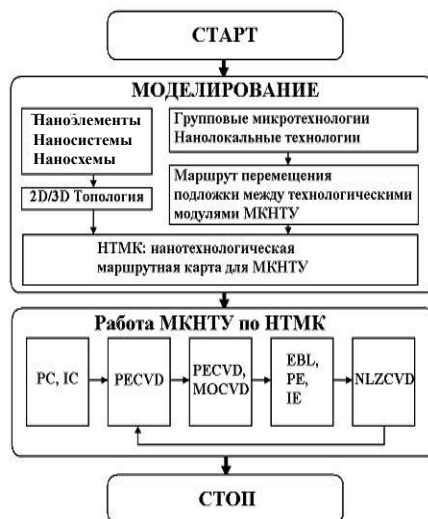 СТАРТ
МОДЕЛИРОВАНИЕ
Наноэлементы
Наносистемы
Наносхемы
2D/3D Топология
Групповые микротехнологии
Нанолокальные технологии
Маршрут перемещения
подложки между технологическими
модулями МКНТУ
НТМК: нанотехнологическая
маршрутная карта для МКНТУ
Работа МКНТУ по НТМК
PC, IC
PECVD
PECVD,
MOCVD
EBL,
PE,
IE
NLZCVD
СТОП